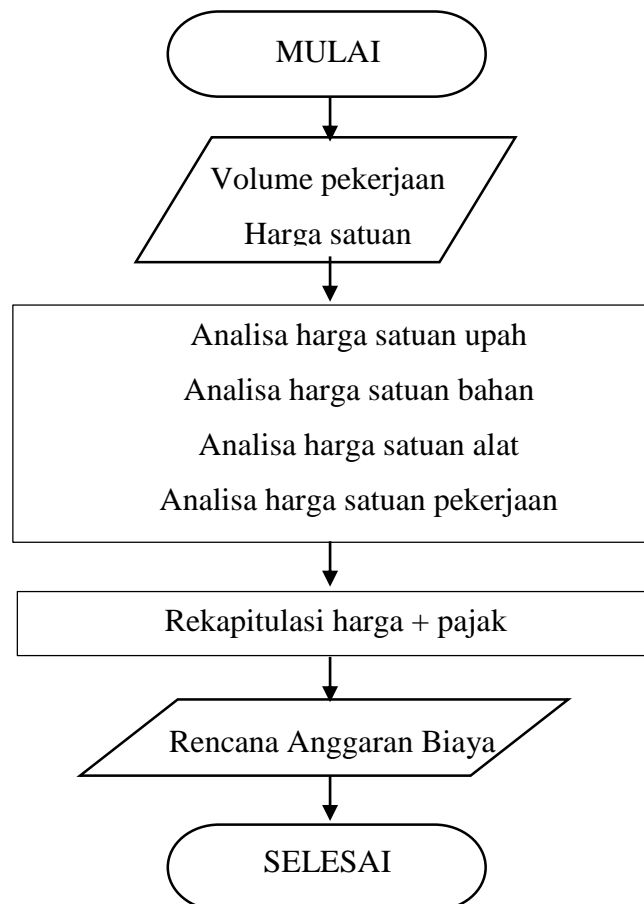 MULAI
Volume pekerjaan
Harga satuan
Analisa harga satuan upah
Analisa harga satuan bahan
Analisa harga satuan alat
Analisa harga satuan pekerjaan
Rekapitulasi harga + pajak
Rencana Anggaran Biaya
SELESAI